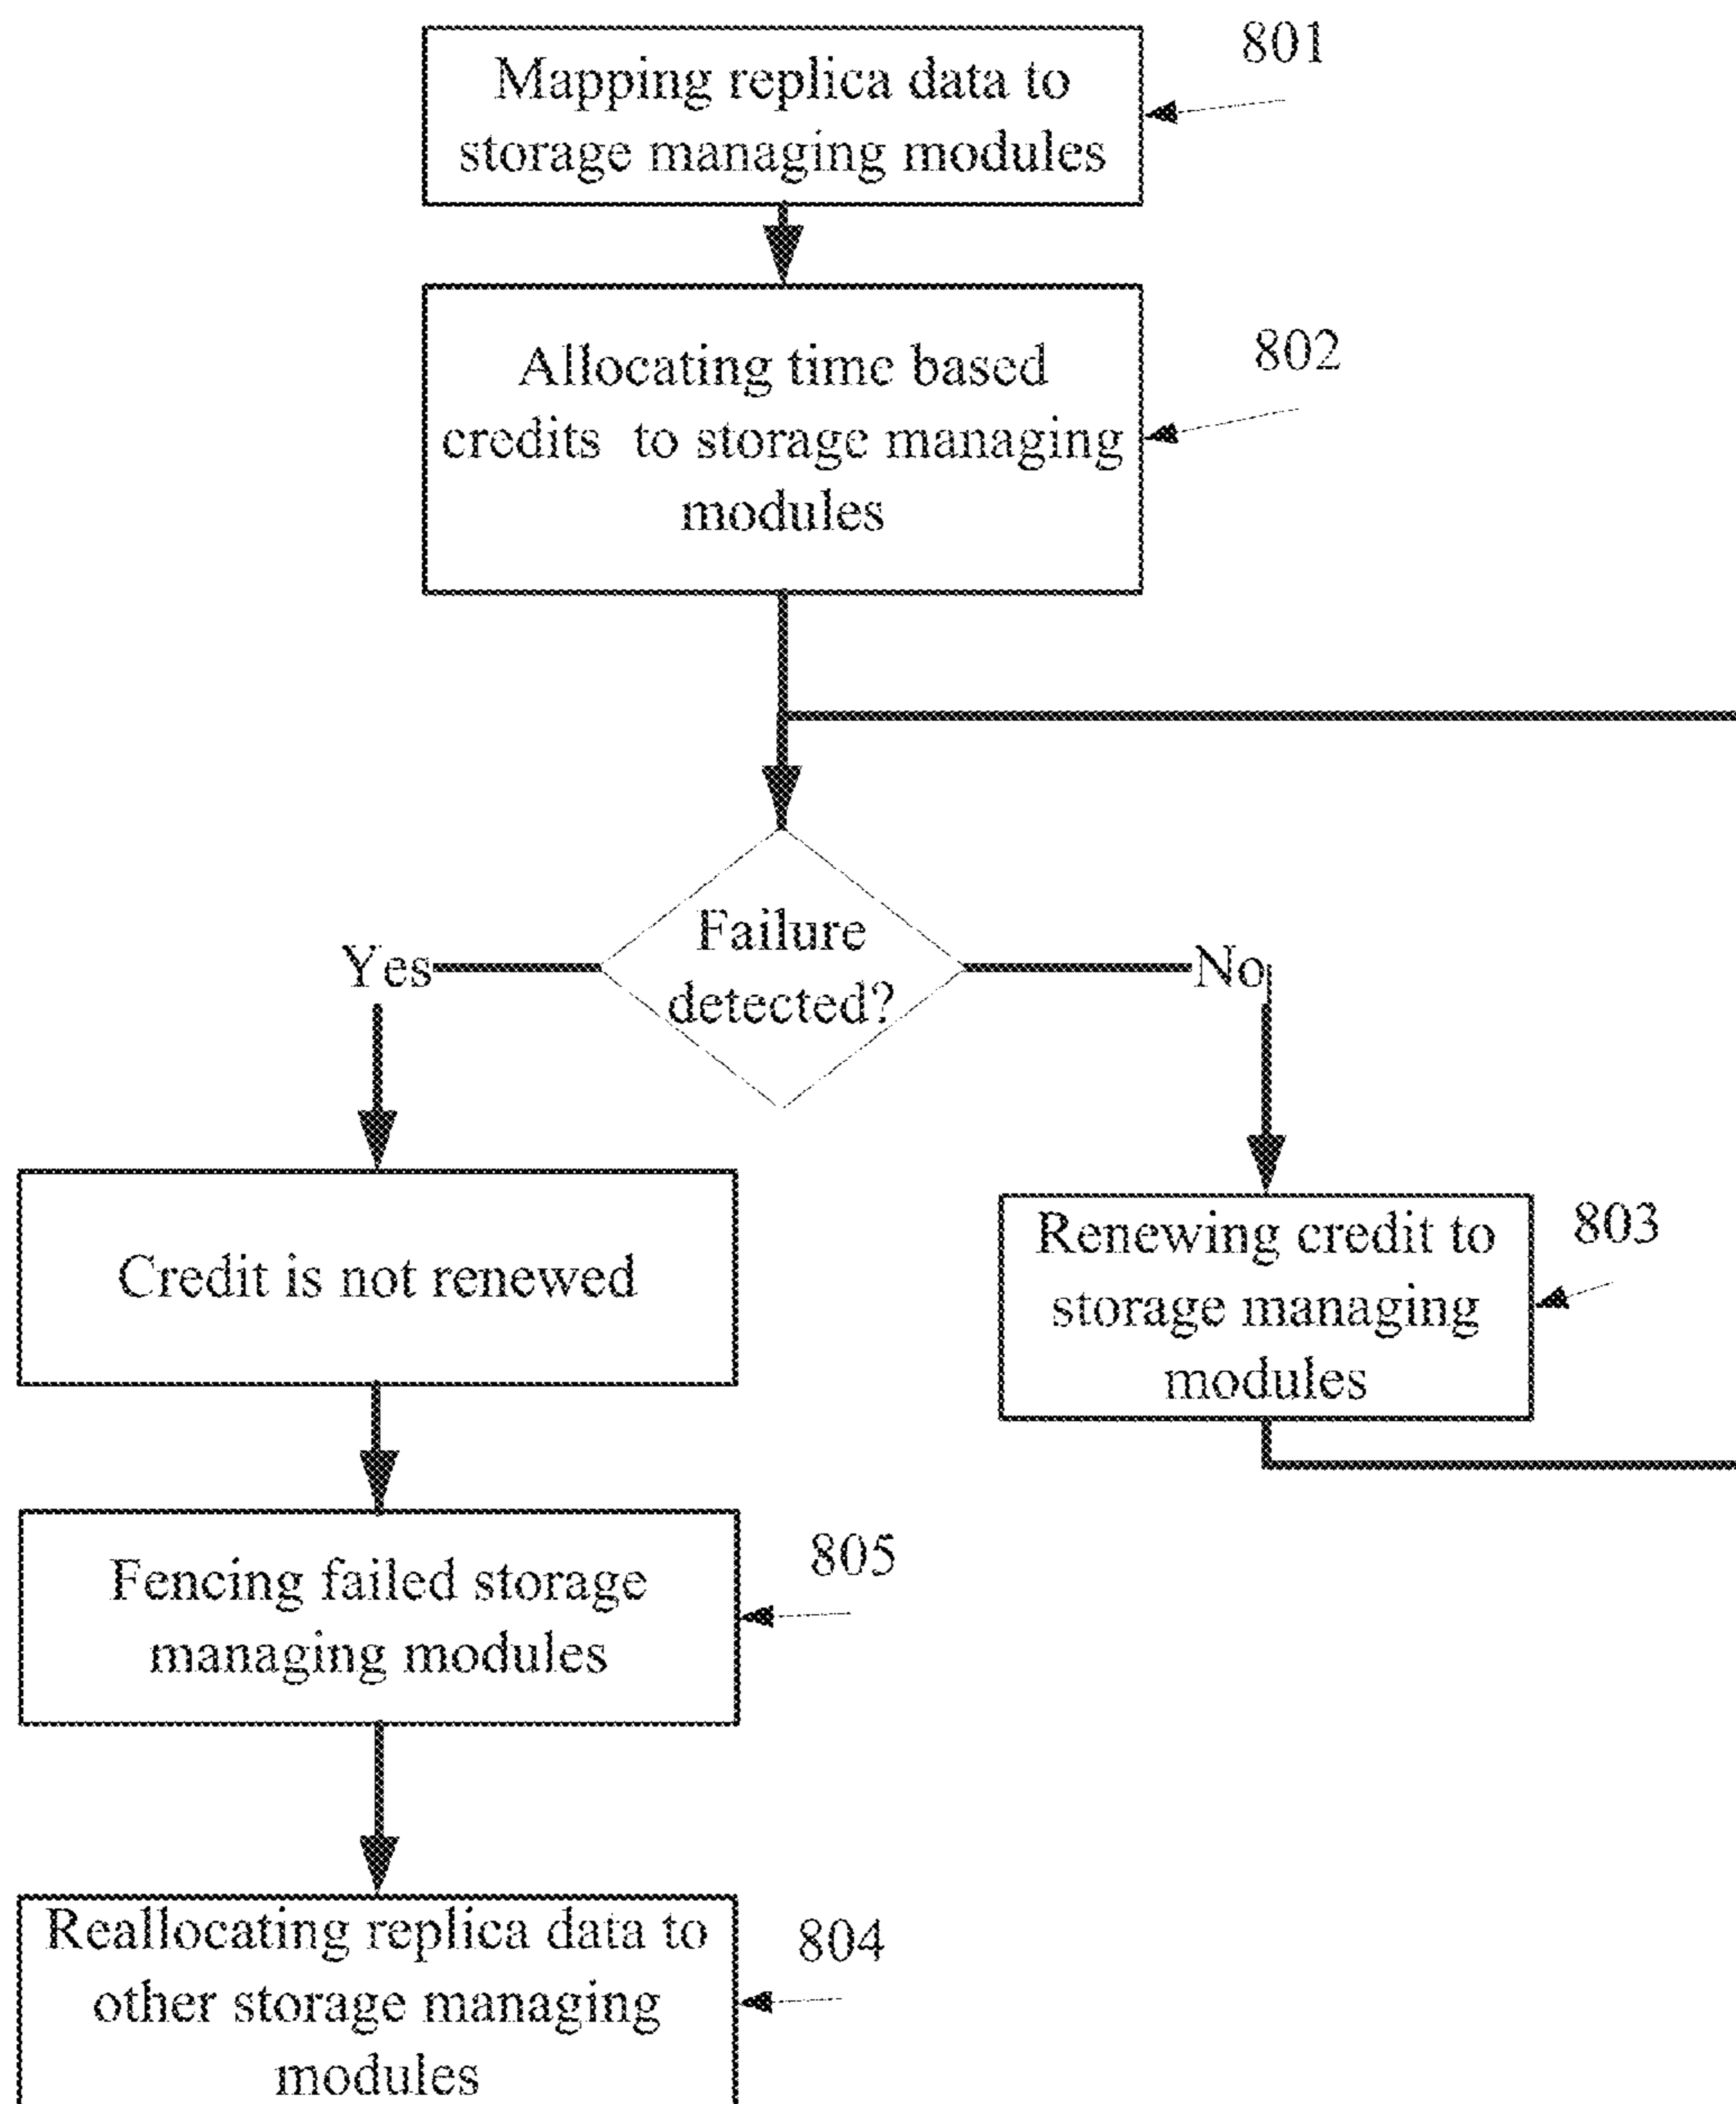 801
Mapping replica data to
storage managing modules
802
Allocating time based
credits to storage managing
modules
Failure
detected?
Yes
No
Credit is not renewed
Renewing credit to
storage managing
modules
803
Fencing failed storage
managing modules
805
Reallocating replica data to
other storage managing
modules
804